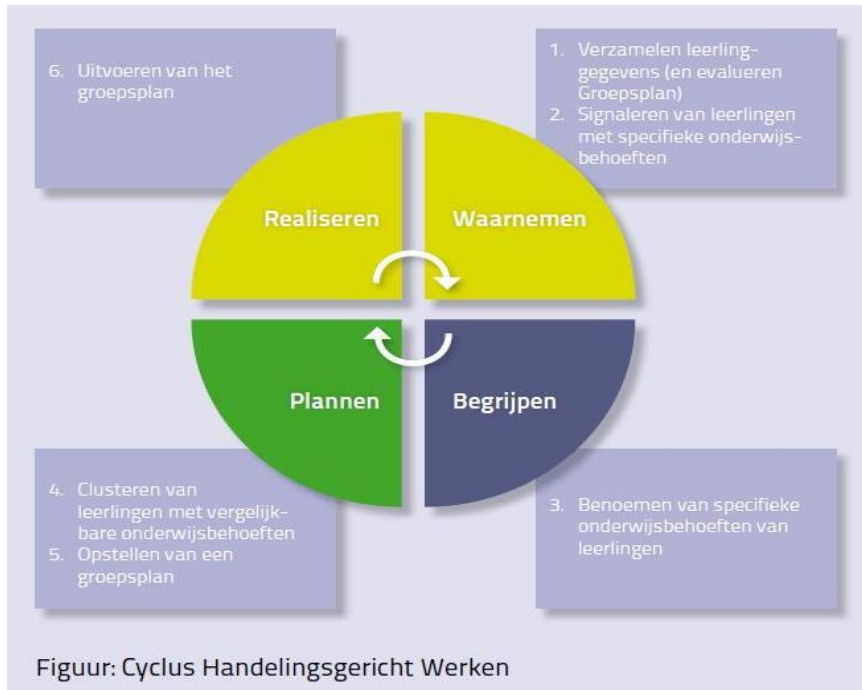 6. Uitvoeren van het
groepsplan
1. Verzamelen leerling-
gegevens (en evalueren
Groepsplan)
2. Signaleren van leerlingen
met specifieke onderwijs-
behoeften
Realiseren
Waarnemen
Plannen
Begrijpen
4. Clusteren van
leerlingen met vergelijk-
bare onderwijsbehoeften
5. Opstellen van een
groepsplan
3. Benoemen van specifieke
onderwijsbehoeften van
leerlingen
Figuur: Cyclus Handelingsgericht Werken